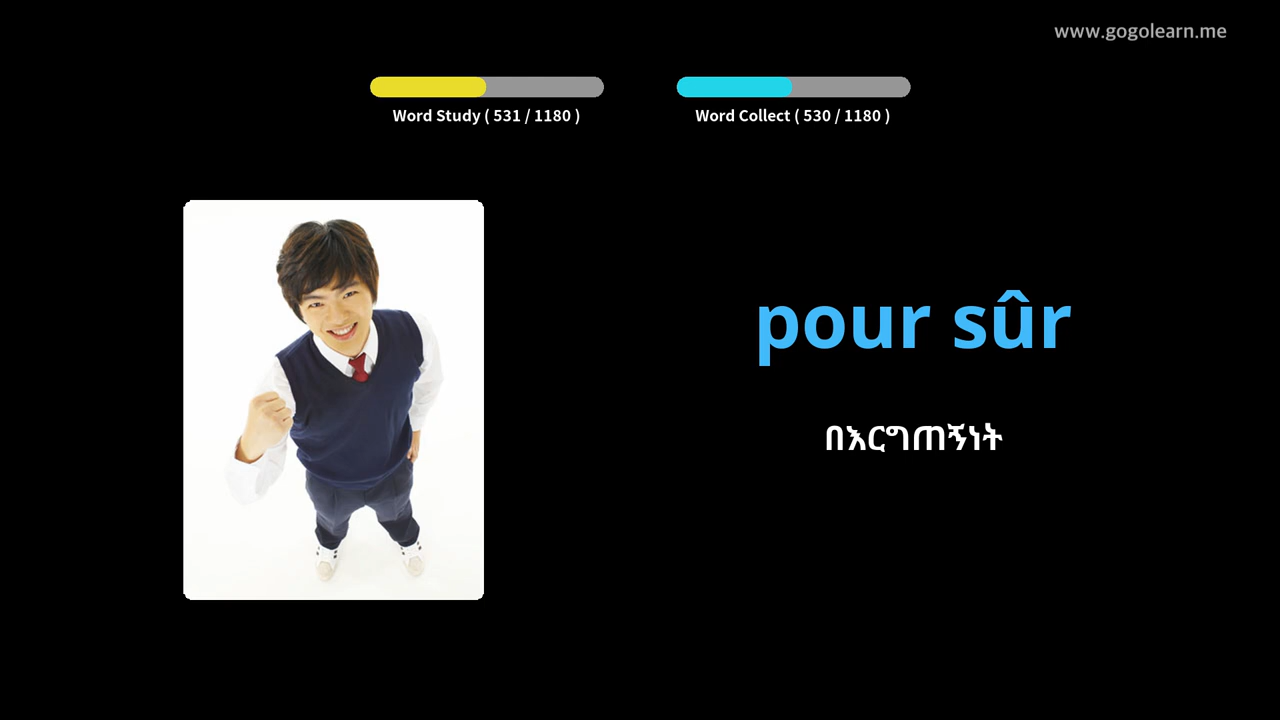 www.gogolearn.me
Word Study ( 531 / 1180 )
Word Collect ( 530 / 1180 )
pour sûr
በእርግጠኝነት